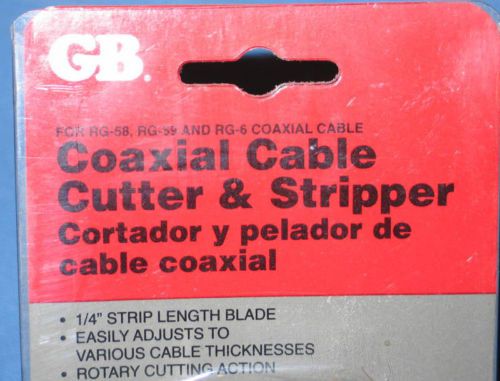 GB.
FOR RG-58, RG-59 AND RG-6 COAXIAL CABLE
Coaxial Cable
Cutter & Stripper
Cortador y pelador de
cable coaxial
• 1/4" STRIP LENGTH BLADE
• EASILY ADJUSTS TO
VARIOUS CABLE THICKNESSES
• ROTARY CUTTING ACTION